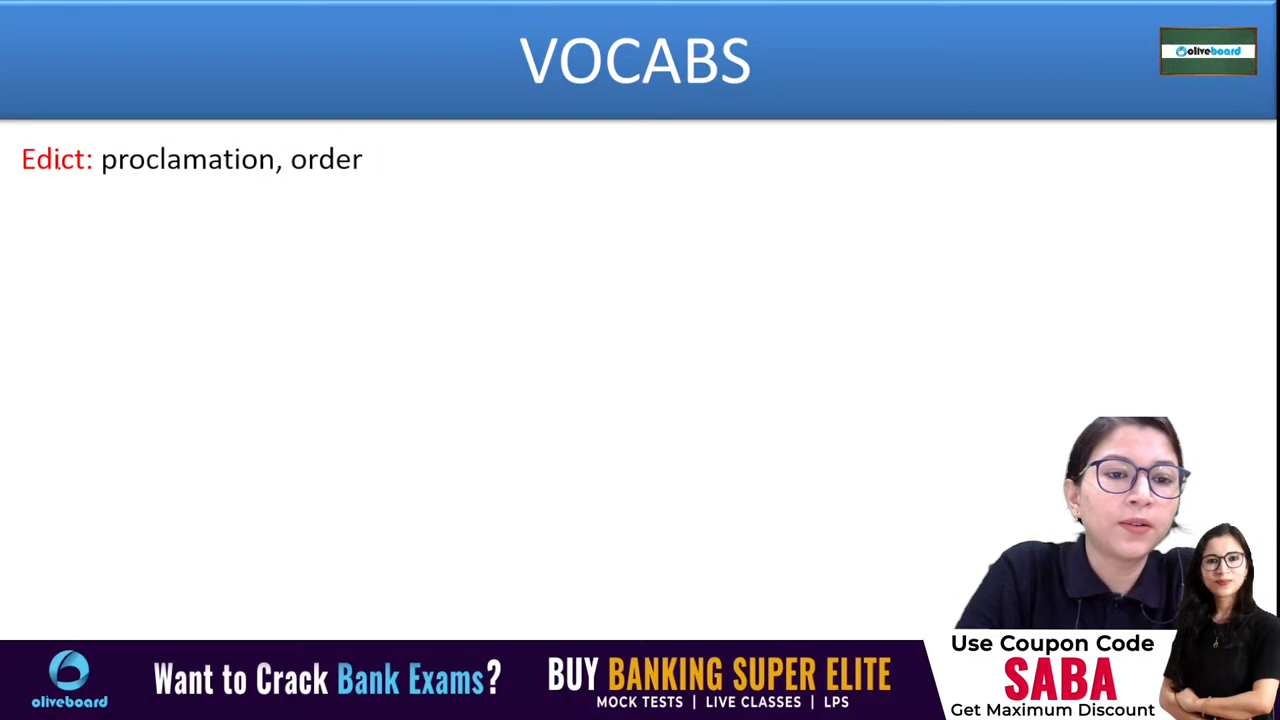 VOCABS
oliveboard
Edict: proclamation, order
oliveboard
Want to Crack Bank Exams?
BUY BANKING SUPER ELITE
MOCK TESTS | LIVE CLASSES | LPS
Use Coupon Code
SABA
Get Maximum Discount